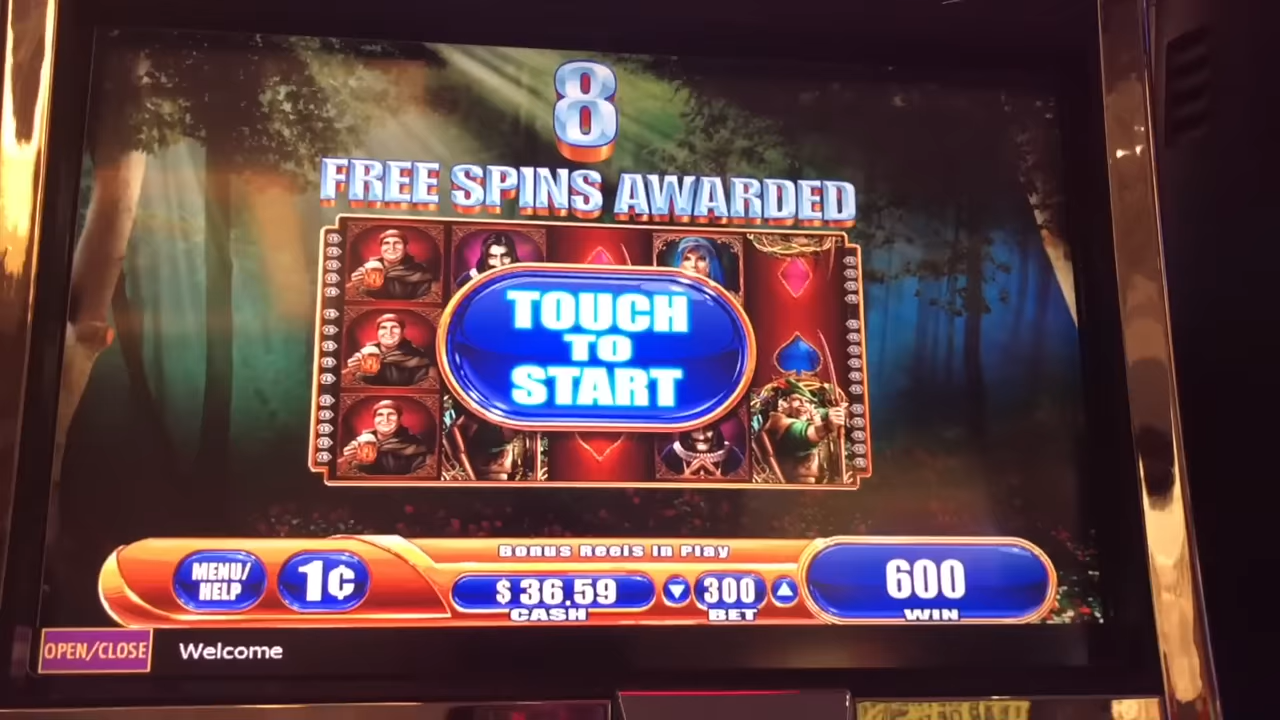 8
FREE SPINS AWARDED
TOUCH
TO
START
Bonus Reels In Play
MENU/
HELP
1¢
$ 36.59
CASH
300
BET
600
WIN
OPEN/CLOSE
Welcome